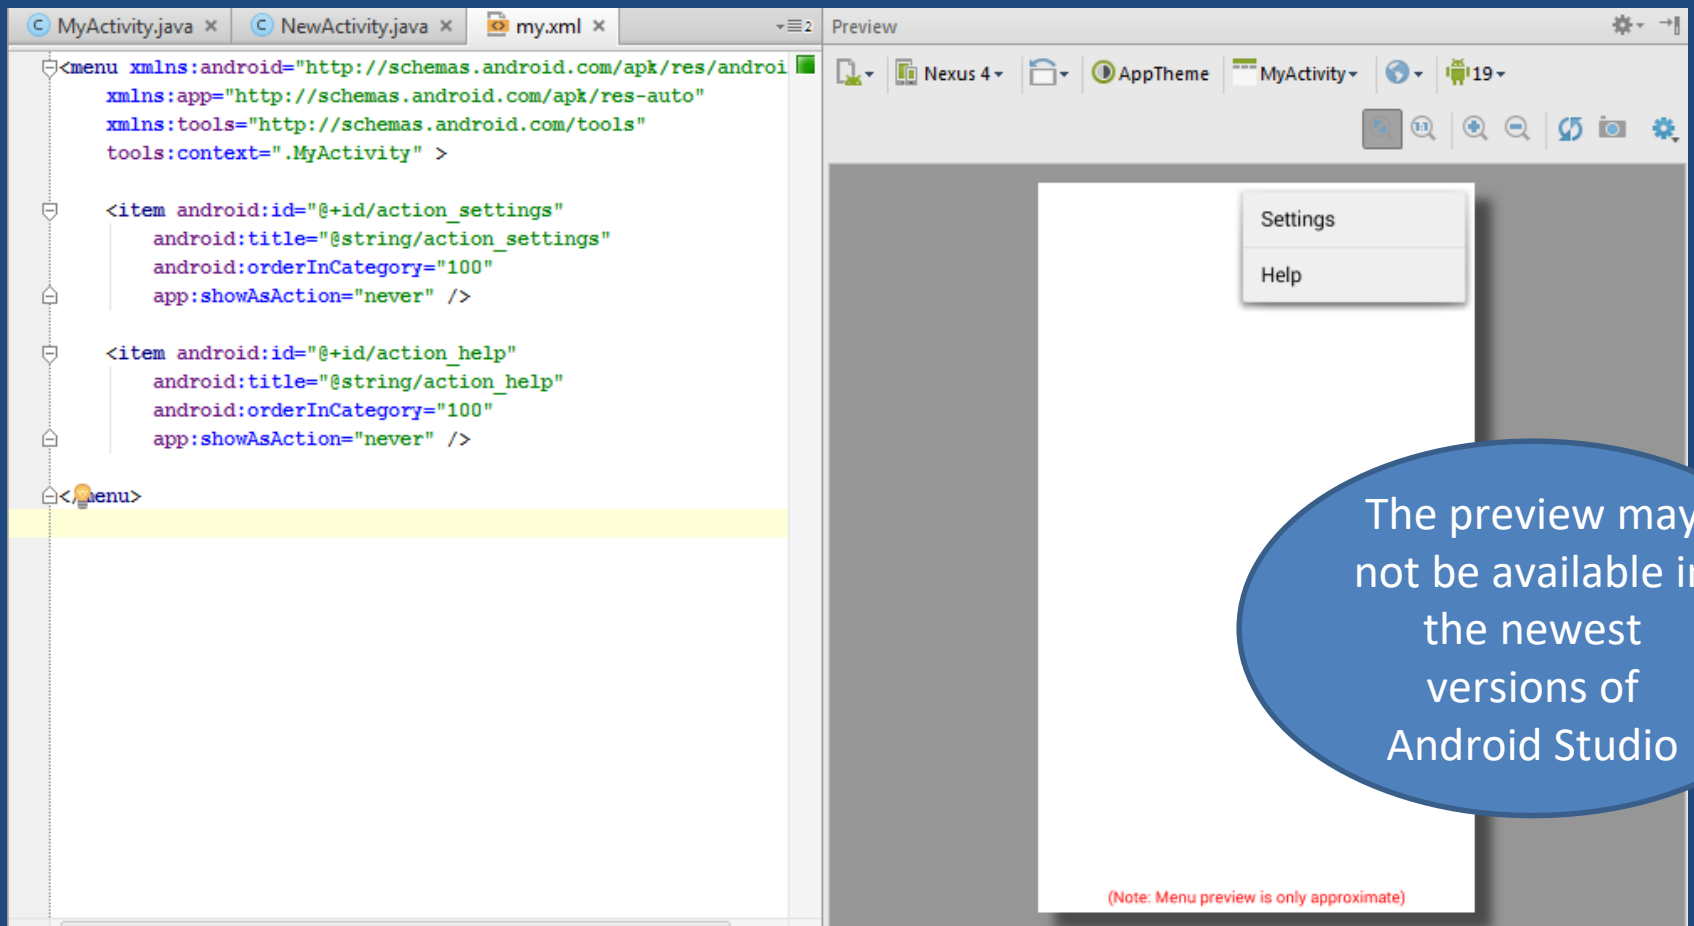 MyActivity.java
NewActivity.java
my.xml
2
<menu xmlns:android="http://schemas.android.com/apk/res/androi
xmlns:app="http://schemas.android.com/apk/res-auto"
xmlns:tools="http://schemas.android.com/tools"
tools:context=".MyActivity" >
<item android:id="@+id/action_settings"
android:title="@string/action_settings"
android:orderInCategory="100"
app:showAsAction="never" />
<item android:id="@+id/action_help"
android:title="@string/action_help"
android:orderInCategory="100"
app:showAsAction="never" />
</menu>
Preview
Nexus 4
AppTheme
MyActivity
19
1:1
Settings
Help
The preview may
not be available in
the newest
versions of
Android Studio
(Note: Menu preview is only approximate)